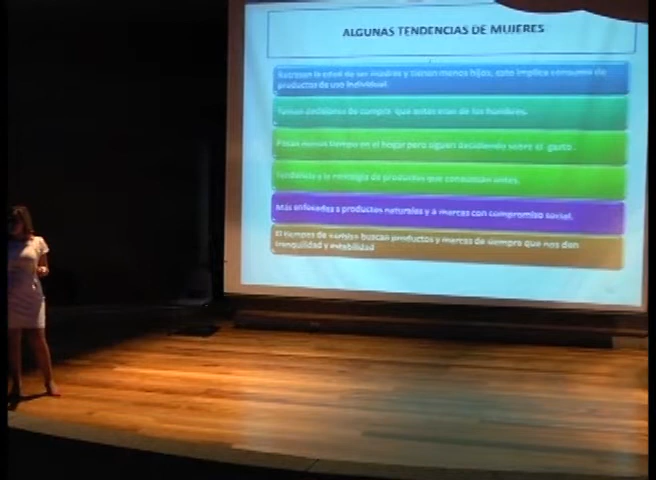 ALGUNAS TENDENCIAS DE MUJERES
Retrasan la edad de ser madres y tienen menos hijos, esto implica consumo de
productos de uso individual.
Toman decisiones de compra que antes eran de los hombres.
Pasan menos tiempo en el hogar pero siguen decidiendo sobre el gasto.
Tendencia a la nostalgia de productos que consumían antes.
Más enfocadas a productos naturales y a marcas con compromiso social.
El tiempos de cambios buscan productos y marcas de siempre que nos den
tranquilidad y estabilidad